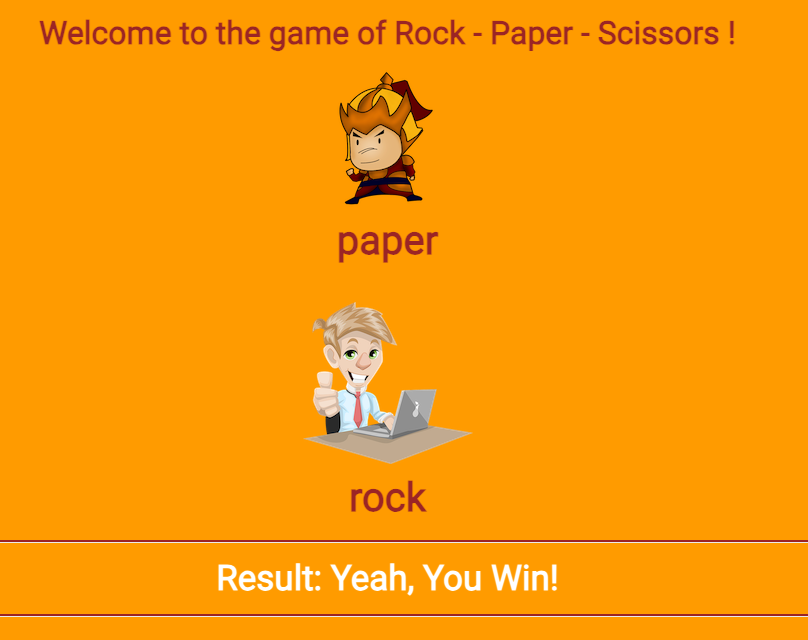 Welcome to the game of Rock - Paper - Scissors !
paper
rock
Result: Yeah, You Win!